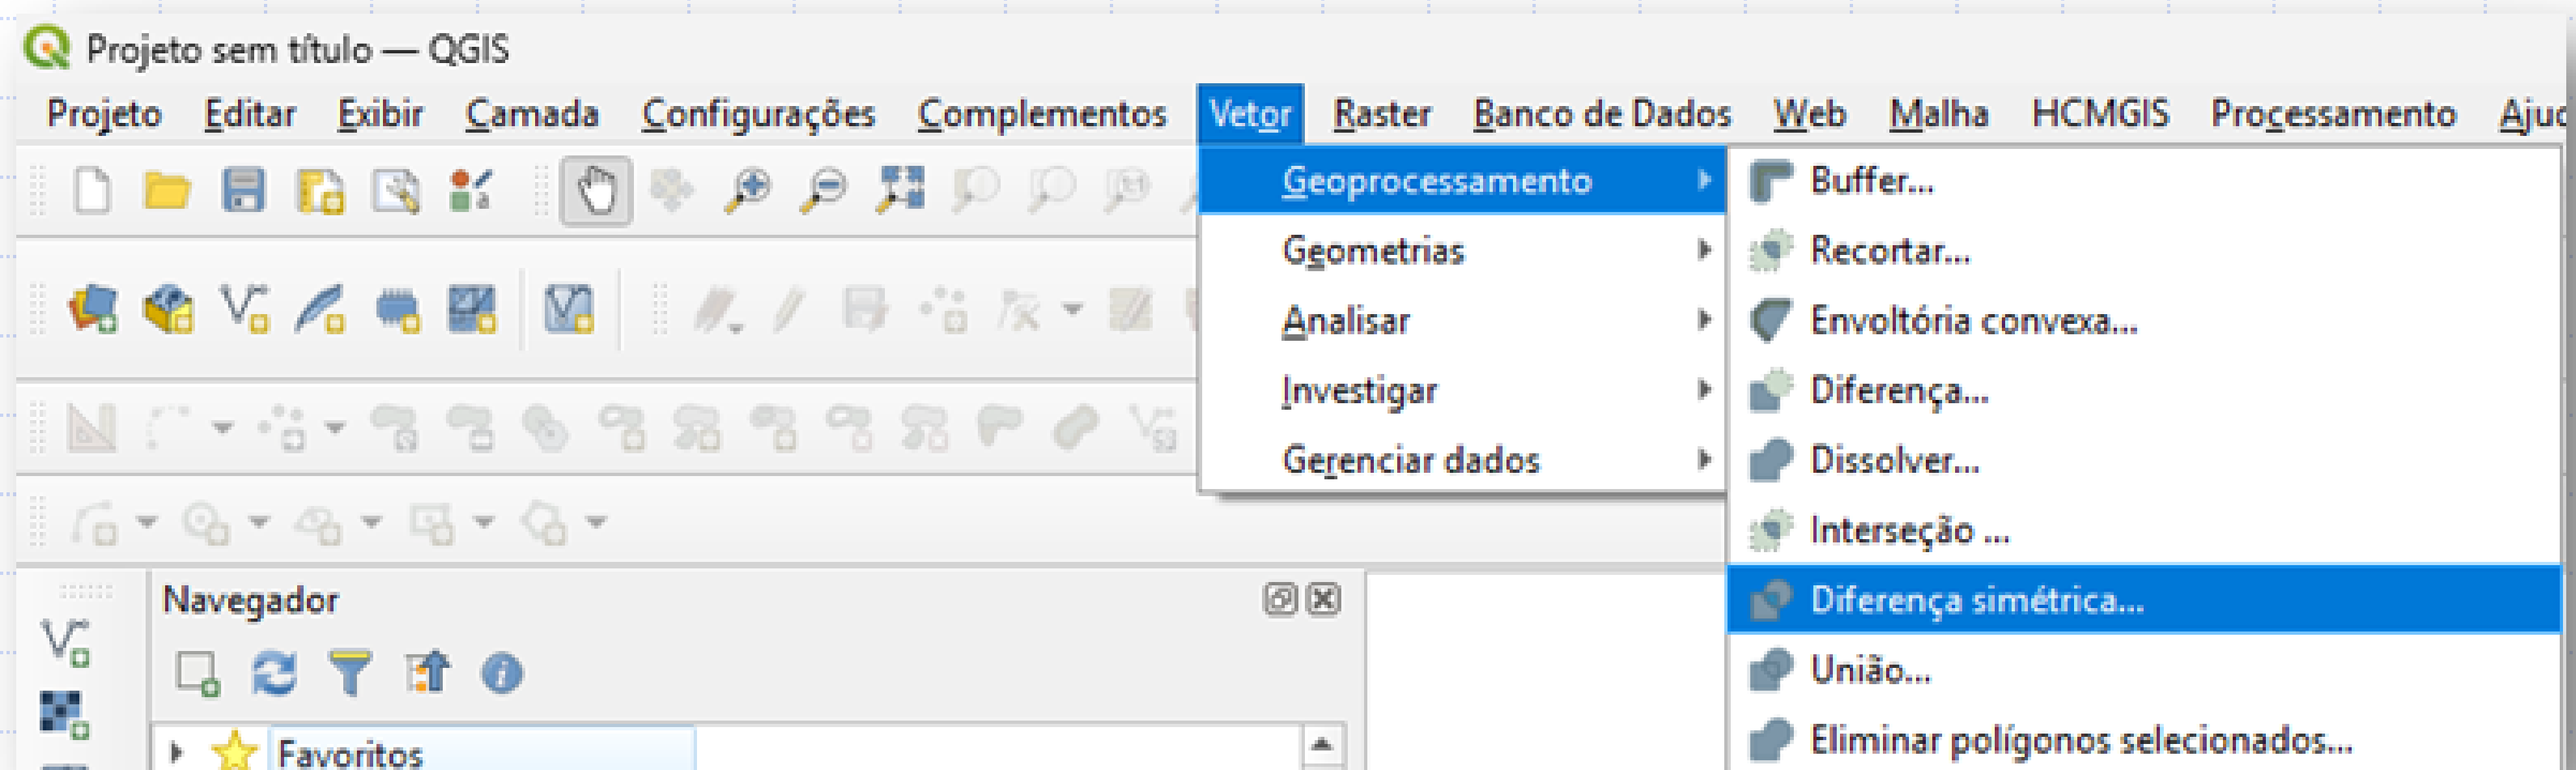 Projeto sem título — QGIS
Projeto Editar Exibir Camada Configurações Complementos Vetor Raster Banco de Dados Web Malha HCMGIS Processamento Ajud
Geoprocessamento
Geometrias
Analisar
Investigar
Gerenciar dados
Buffer...
Recortar...
Envoltória convexa...
Diferença...
Dissolver...
Interseção ...
Diferença simétrica...
União...
Eliminar polígonos selecionados...
Navegador
Favoritos